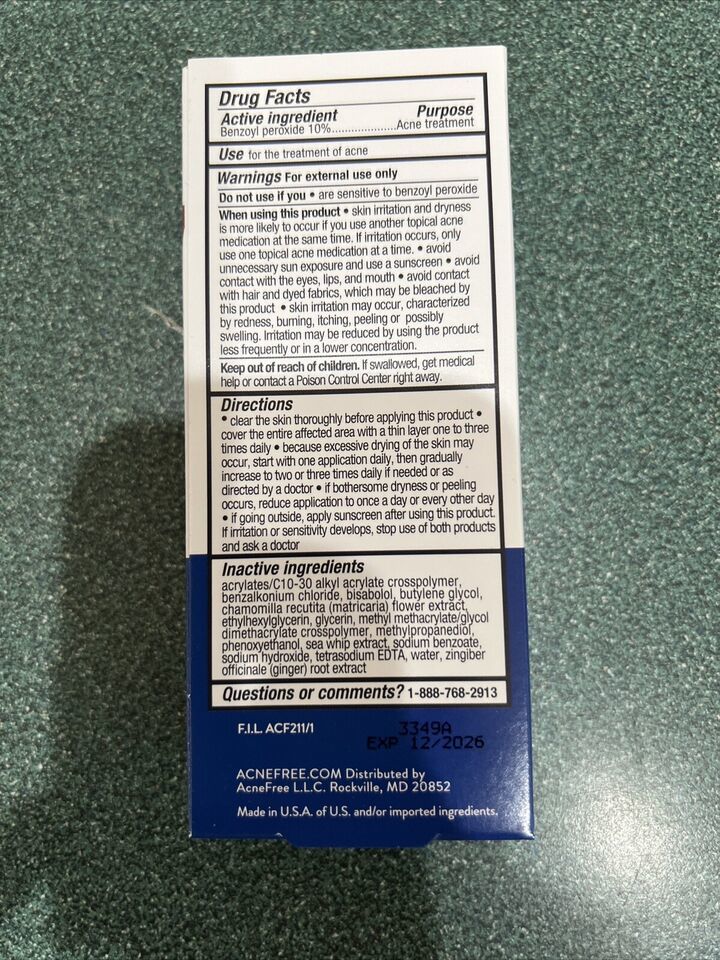 Drug Facts
Active ingredient Purpose
Benzoyl peroxide 10%....................Acne treatment
Use for the treatment of acne
Warnings For external use only
Do not use if you • are sensitive to benzoyl peroxide
When using this product • skin irritation and dryness
is more likely to occur if you use another topical acne
medication at the same time. If irritation occurs, only
use one topical acne medication at a time. • avoid
unnecessary sun exposure and use a sunscreen • avoid
contact with the eyes, lips, and mouth • avoid contact
with hair and dyed fabrics, which may be bleached by
this product • skin irritation may occur, characterized
by redness, burning, itching, peeling or possibly
swelling. Irritation may be reduced by using the product
less frequently or in a lower concentration.
Keep out of reach of children. If swallowed, get medical
help or contact a Poison Control Center right away.
Directions
• clear the skin thoroughly before applying this product •
cover the entire affected area with a thin layer one to three
times daily • because excessive drying of the skin may
occur, start with one application daily, then gradually
increase to two or three times daily if needed or as
directed by a doctor • if bothersome dryness or peeling
occurs, reduce application to once a day or every other day
• if going outside, apply sunscreen after using this product.
If irritation or sensitivity develops, stop use of both products
and ask a doctor
Inactive ingredients
acrylates/C10-30 alkyl acrylate crosspolymer,
benzalkonium chloride, bisabolol, butylene glycol,
chamomilla recutita (matricaria) flower extract,
ethylhexylglycerin, glycerin, methyl methacrylate/glycol
dimethacrylate crosspolymer, methylpropanediol,
phenoxyethanol, sea whip extract, sodium benzoate,
sodium hydroxide, tetrasodium EDTA, water, zingiber
officinale (ginger) root extract
Questions or comments? 1-888-768-2913
F.I.L. ACF211/1
3349A
EXP 12/2026
ACNEFREE.COM Distributed by
AcneFree L.L.C. Rockville, MD 20852
Made in U.S.A. of U.S. and/or imported ingredients.